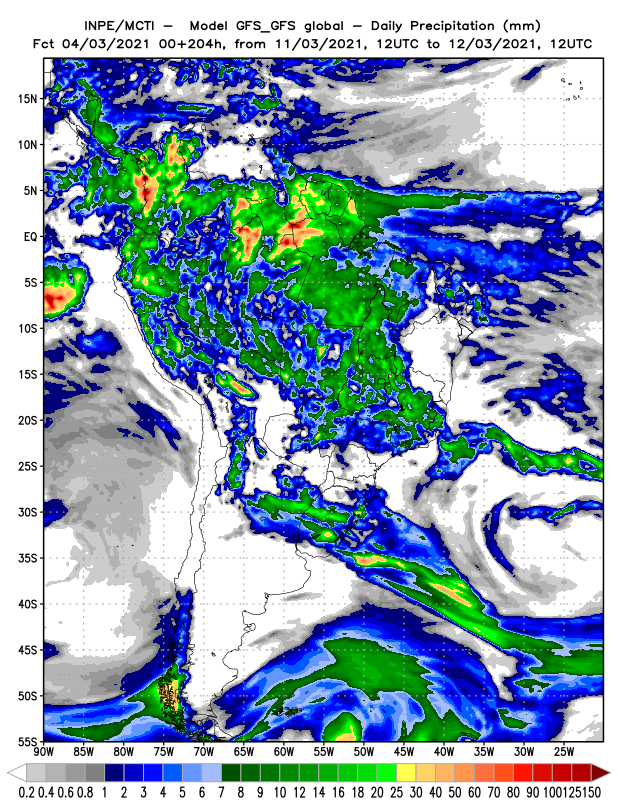 INPE/MCTI – Model GFS_GFS global – Daily Precipitation (mm)
Fct 04/03/2021 00+204h, from 11/03/2021, 12UTC to 12/03/2021, 12UTC
15N
10N
5N
EQ
5S
10S
15S
20S
25S
30S
35S
40S
45S
50S
55S
90W 85W 80W 75W 70W 65W 60W 55W 50W 45W 40W 35W 30W 25W
0.2 0.4 0.6 0.8 1 2 3 4 5 6 7 8 9 10 12 14 16 18 20 25 30 40 50 60 70 80 90 100 125 150